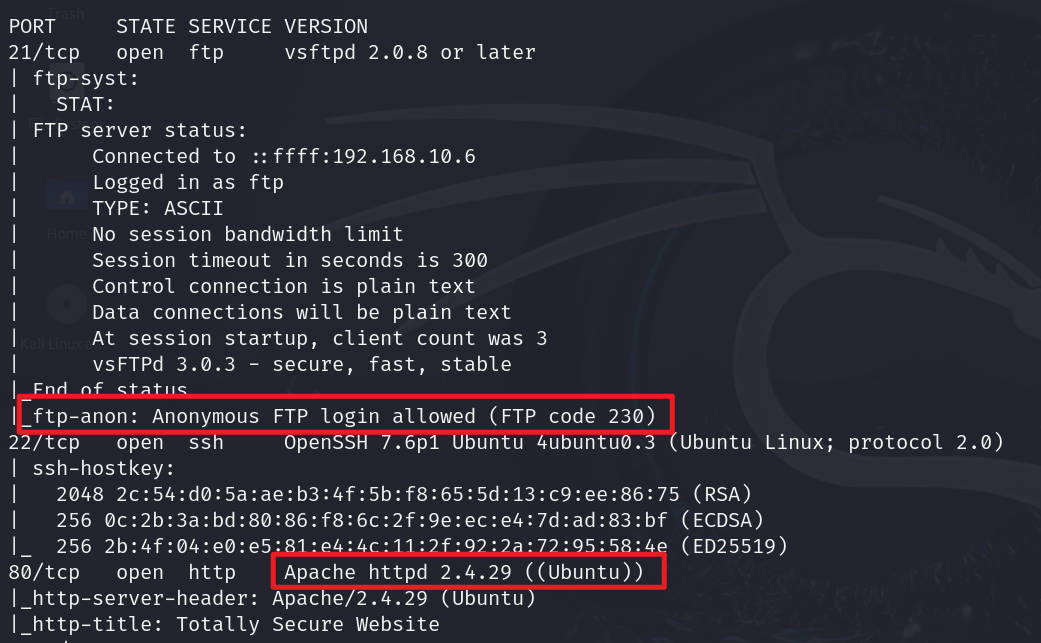 Trash
PORT     STATE SERVICE VERSION
21/tcp   open  ftp     vsftpd 2.0.8 or later
| ftp-syst:
|   STAT:
| FTP server status:
|      Connected to ::ffff:192.168.10.6
|      Logged in as ftp
|      TYPE: ASCII
|      No session bandwidth limit
Home
|      Session timeout in seconds is 300
|      Control connection is plain text
|      Data connections will be plain text
|      At session startup, client count was 3
Kali Linux
|      vsFTPd 3.0.3 - secure, fast, stable
|_End of status
|_ftp-anon: Anonymous FTP login allowed (FTP code 230)
22/tcp   open  ssh     OpenSSH 7.6p1 Ubuntu 4ubuntu0.3 (Ubuntu Linux; protocol 2.0)
| ssh-hostkey:
|   2048 2c:54:d0:5a:ae:b3:4f:5b:f8:65:5d:13:c9:ee:86:75 (RSA)
|   256 0c:2b:3a:bd:80:86:f8:6c:2f:9e:ec:e4:7d:ad:83:bf (ECDSA)
|_  256 2b:4f:04:e0:e5:81:e4:4c:11:2f:92:2a:72:95:58:4e (ED25519)
80/tcp   open  http    Apache httpd 2.4.29 ((Ubuntu))
|_http-server-header: Apache/2.4.29 (Ubuntu)
|_http-title: Totally Secure Website